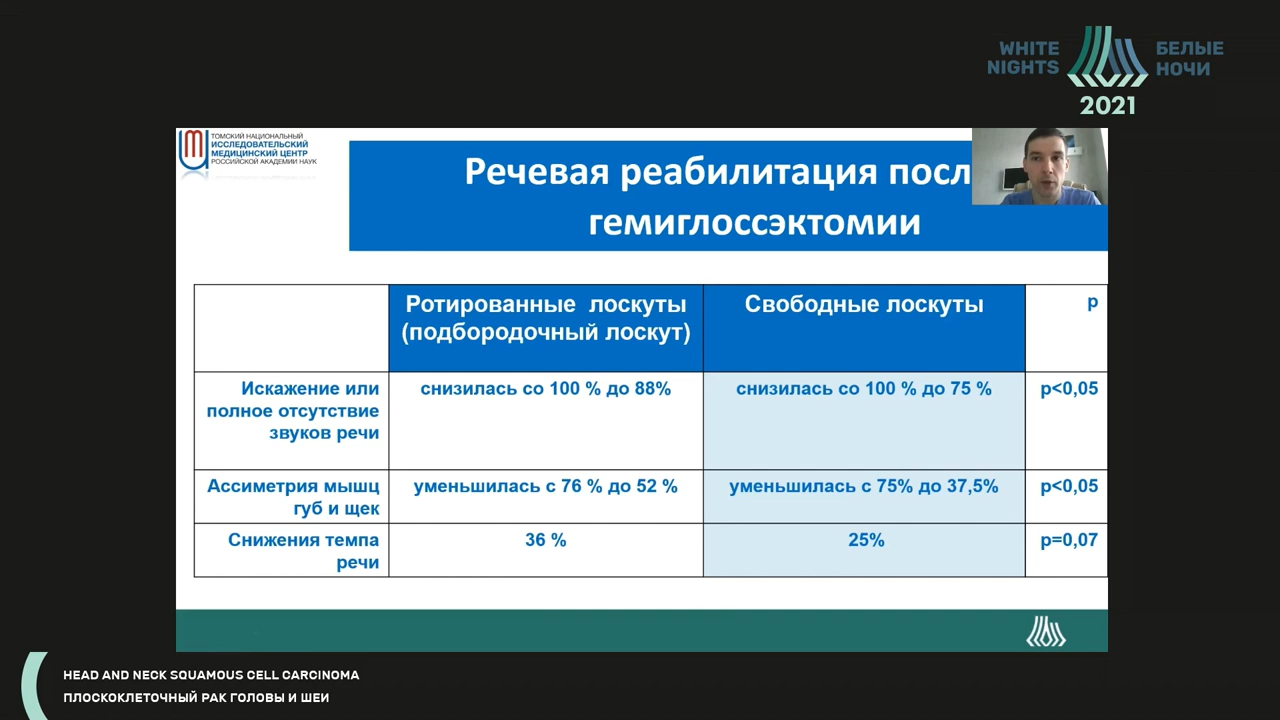 WHITE
NIGHTS
БЕЛЫЕ
НОЧИ
2021
ТОМСКИЙ НАЦИОНАЛЬНЫЙ
ИССЛЕДОВАТЕЛЬСКИЙ
МЕДИЦИНСКИЙ ЦЕНТР
РОССИЙСКОЙ АКАДЕМИИ НАУК
Речевая реабилитация посл
гемиглоссэктомии
Ротированные лоскуты
(подбородочный лоскут)
Свободные лоскуты
р
Искажение или
полное отсутствие
звуков речи
снизилась со 100 % до 88%
снизилась со 100 % до 75 %
р<0,05
Ассиметрия мышц
губ и щек
уменьшилась с 76 % до 52 %
уменьшилась с 75% до 37,5%
р<0,05
Снижения темпа
речи
36 %
25%
р=0,07
HEAD AND NECK SQUAMOUS CELL CARCINOMA
ПЛОСКОКЛЕТОЧНЫЙ РАК ГОЛОВЫ И ШЕИ